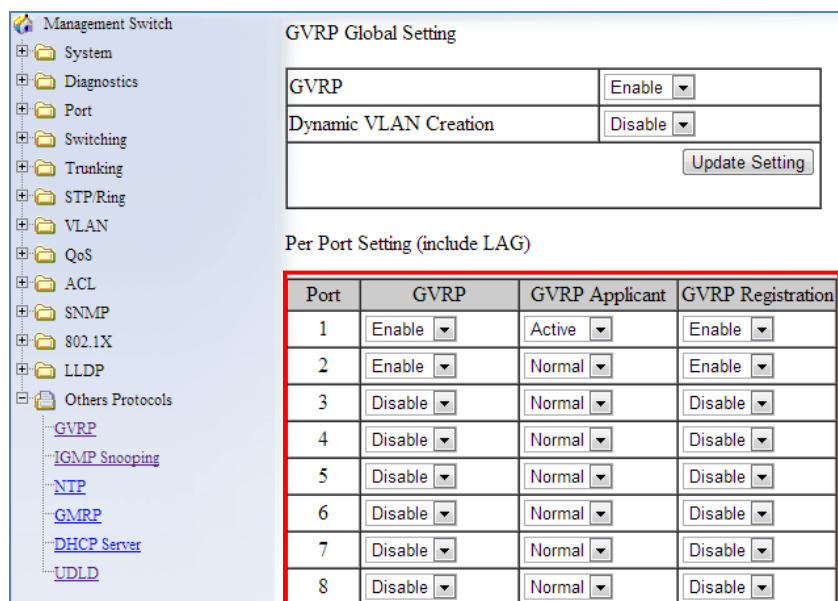 Management Switch
System
Diagnostics
Port
Switching
Trunking
STP/Ring
VLAN
QoS
ACL
SNMP
802.1X
LLDP
Others Protocols
GVRP
IGMP Snooping
NTP
GMRP
DHCP Server
UDLD
GVRP Global Setting
GVRP Enable
Dynamic VLAN Creation Disable
Update Setting
Per Port Setting (include LAG)
Port GVRP GVRP Applicant GVRP Registration
1 Enable Active Enable
2 Enable Normal Enable
3 Disable Normal Disable
4 Disable Normal Disable
5 Disable Normal Disable
6 Disable Normal Disable
7 Disable Normal Disable
8 Disable Normal Disable